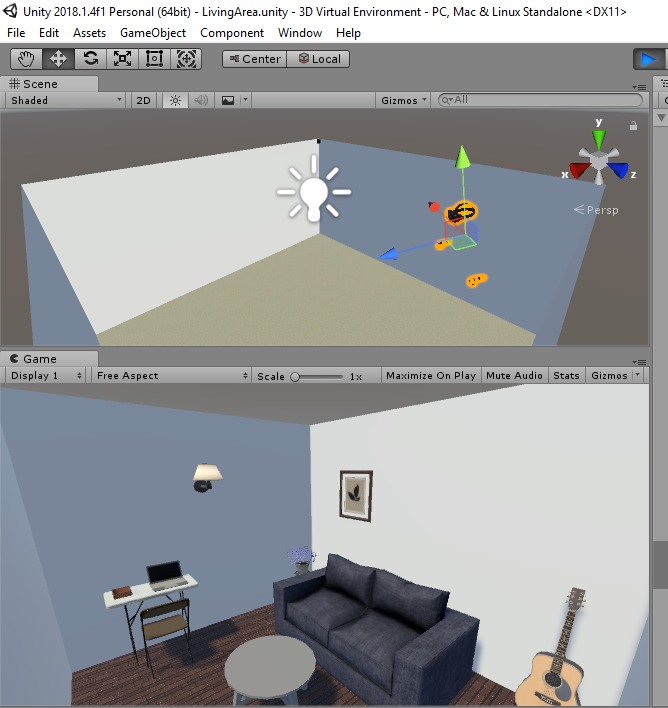 Unity 2018.1.4f1 Personal (64bit) - LivingArea.unity - 3D Virtual Environment - PC, Mac & Linux Standalone <DX11>
File Edit Assets GameObject Component Window Help
Center Local
Scene
Shaded 2D Gizmos All
y
x z
Persp
Game
Display 1 Free Aspect Scale 1x Maximize On Play Mute Audio Stats Gizmos